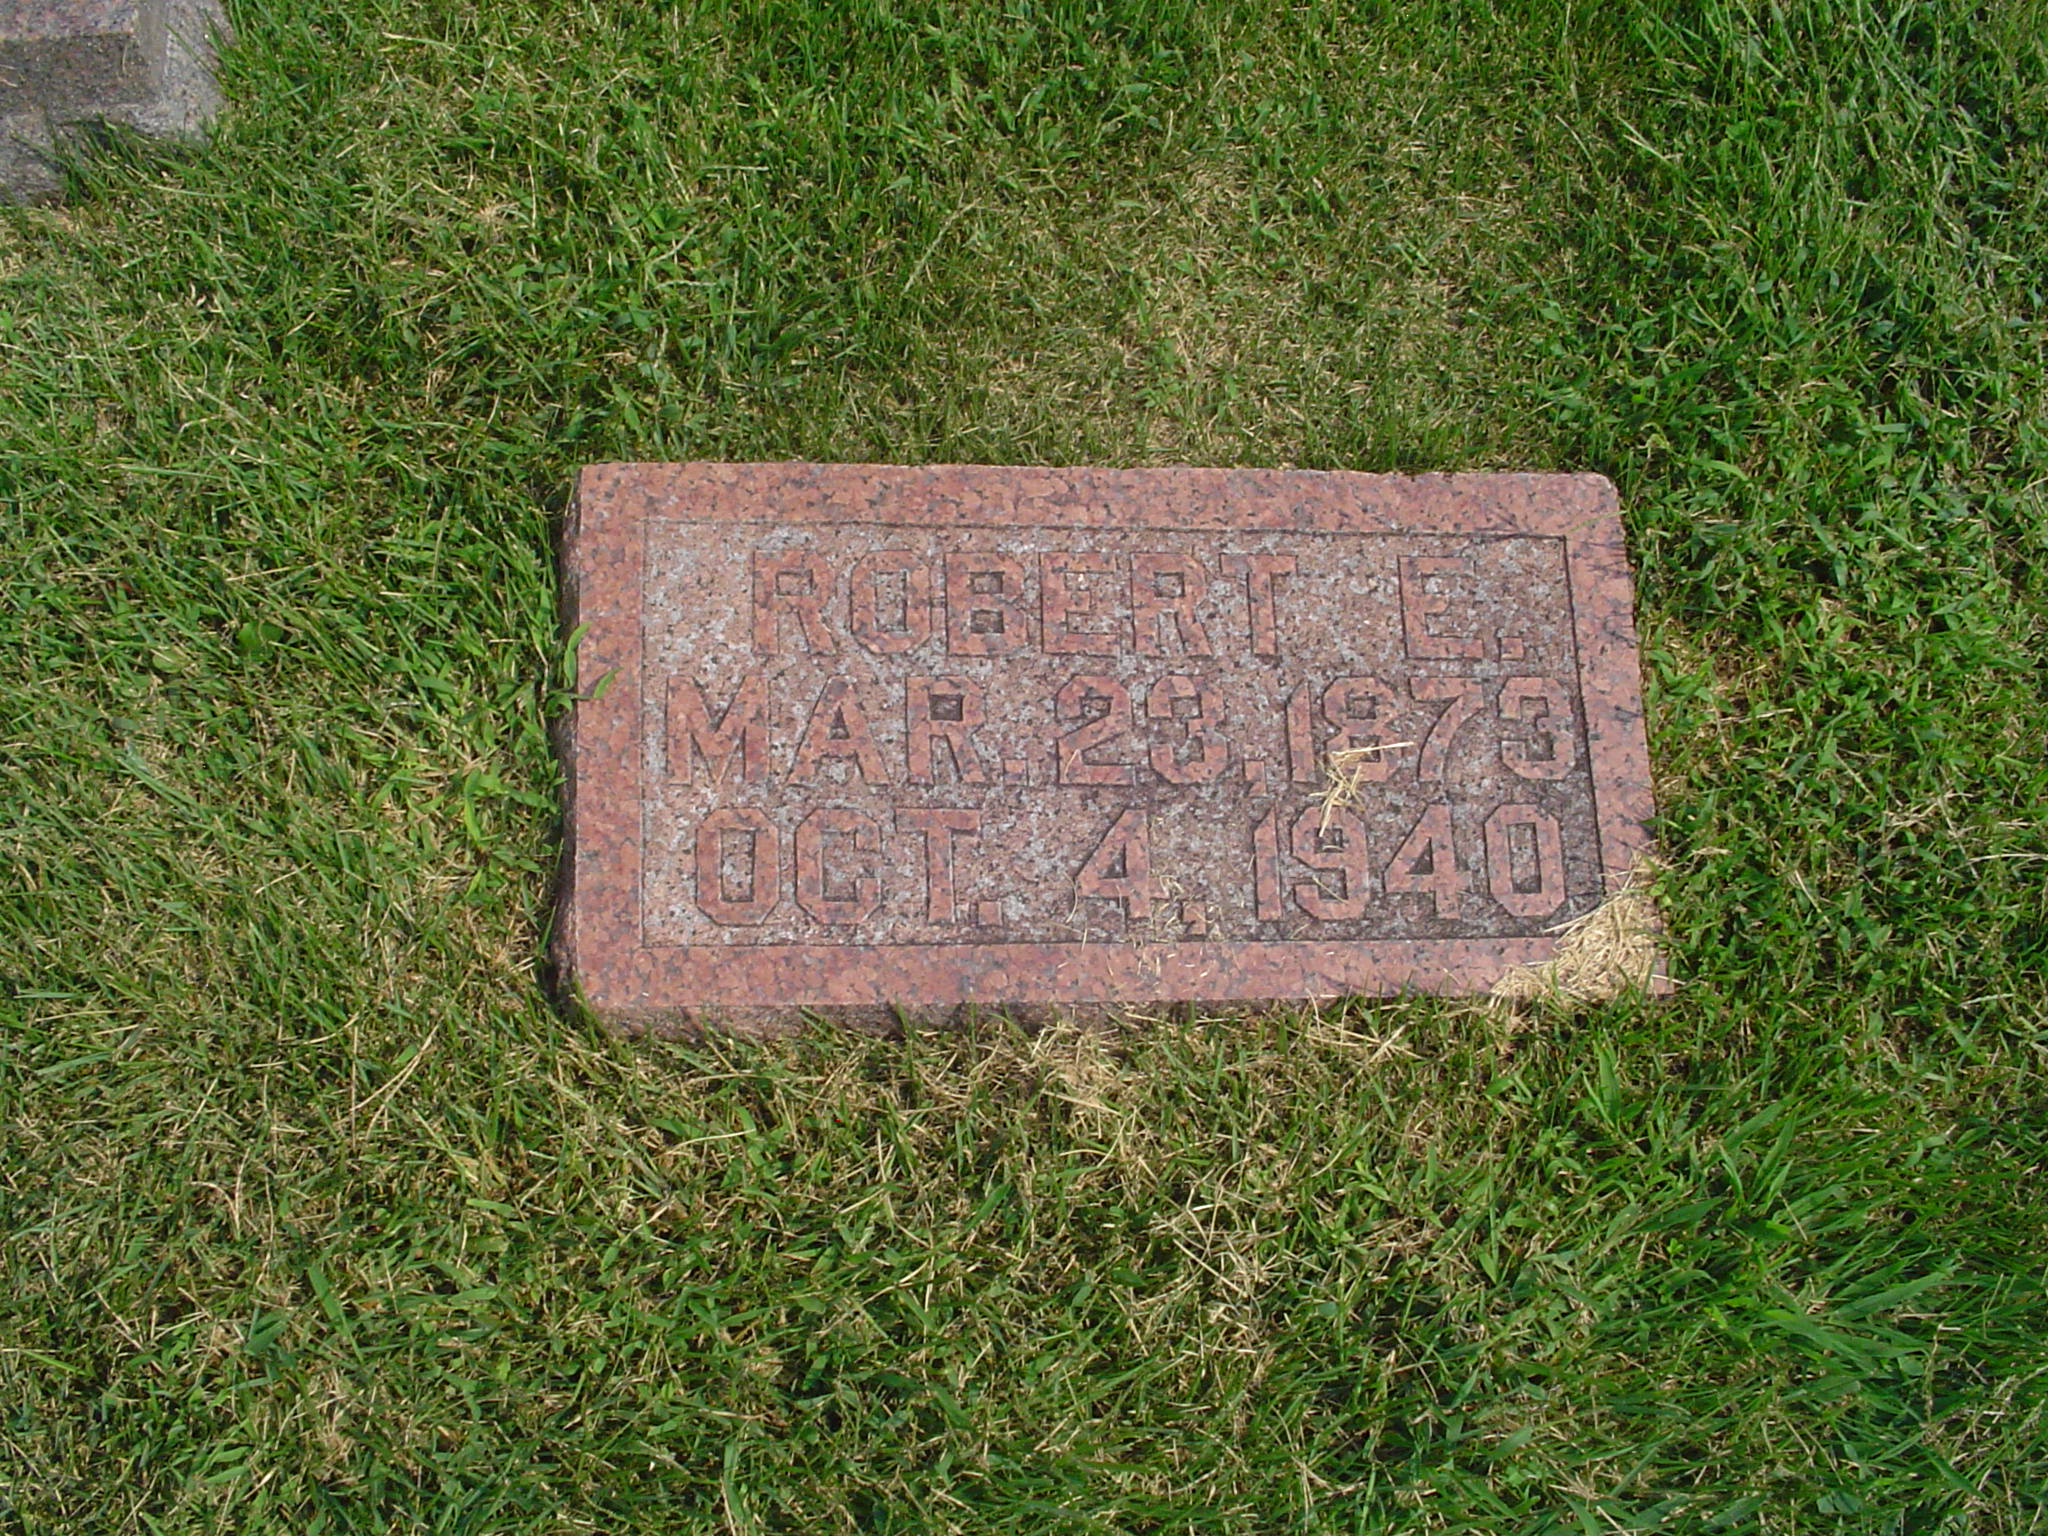 ROBERT E.
MAR. 23, 1873
OCT. 4, 1940